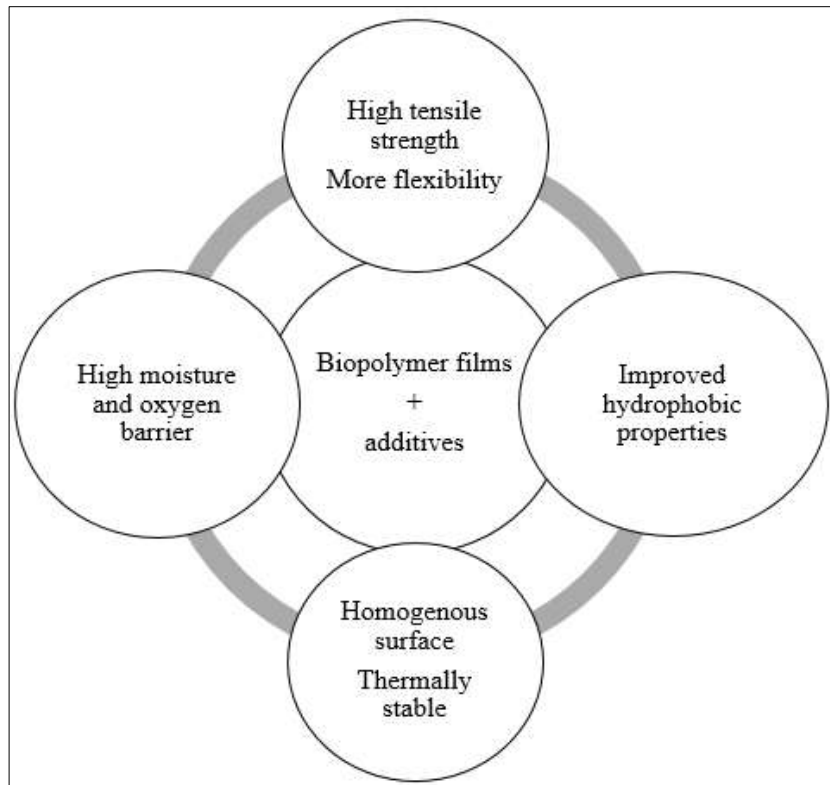 High tensile
strength
More flexibility
High moisture
and oxygen
barrier
Biopolymer films
+
additives
Improved
hydrophobic
properties
Homogenous
surface
Thermally
stable